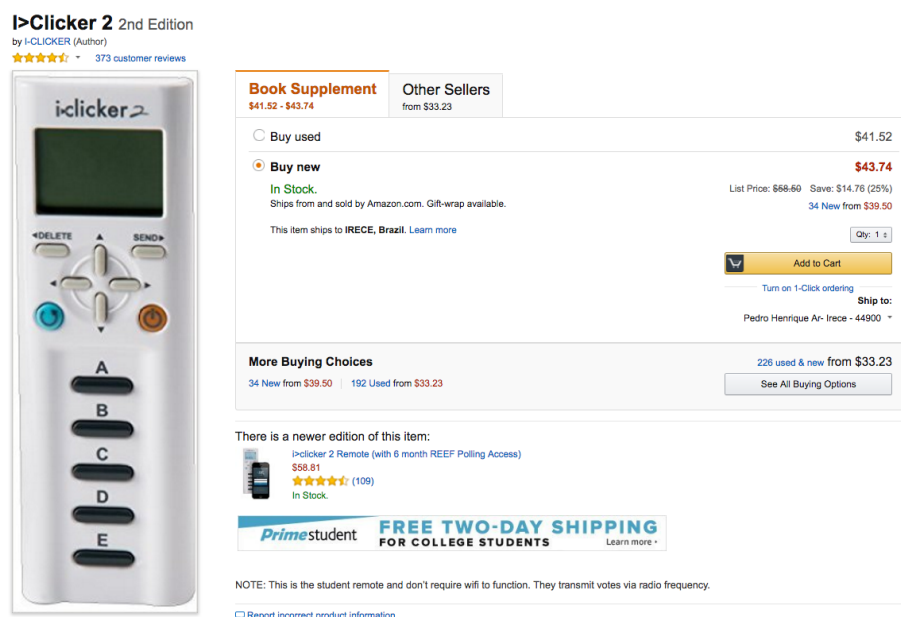 I>Clicker 2 2nd Edition
by I-CLICKER (Author)
373 customer reviews
i>clicker 2
DELETE
SEND
A
B
C
D
E
Book Supplement
$41.52 - $43.74
Other Sellers
from $33.23
Buy used $41.52
Buy new $43.74
In Stock.
Ships from and sold by Amazon.com. Gift-wrap available.
This item ships to IRECE, Brazil. Learn more
List Price: $58.50 Save: $14.76 (25%)
34 New from $39.50
Qty: 1
Add to Cart
Turn on 1-Click ordering
Ship to:
Pedro Henrique Ar- Irece - 44900
More Buying Choices
34 New from $39.50 | 192 Used from $33.23
226 used & new from $33.23
See All Buying Options
There is a newer edition of this item:
i>clicker 2 Remote (with 6 month REEF Polling Access)
$58.81
(109)
In Stock.
Primestudent
FREE TWO-DAY SHIPPING
FOR COLLEGE STUDENTS
Learn more
NOTE: This is the student remote and don't require wifi to function. They transmit votes via radio frequency.
Report incorrect product information